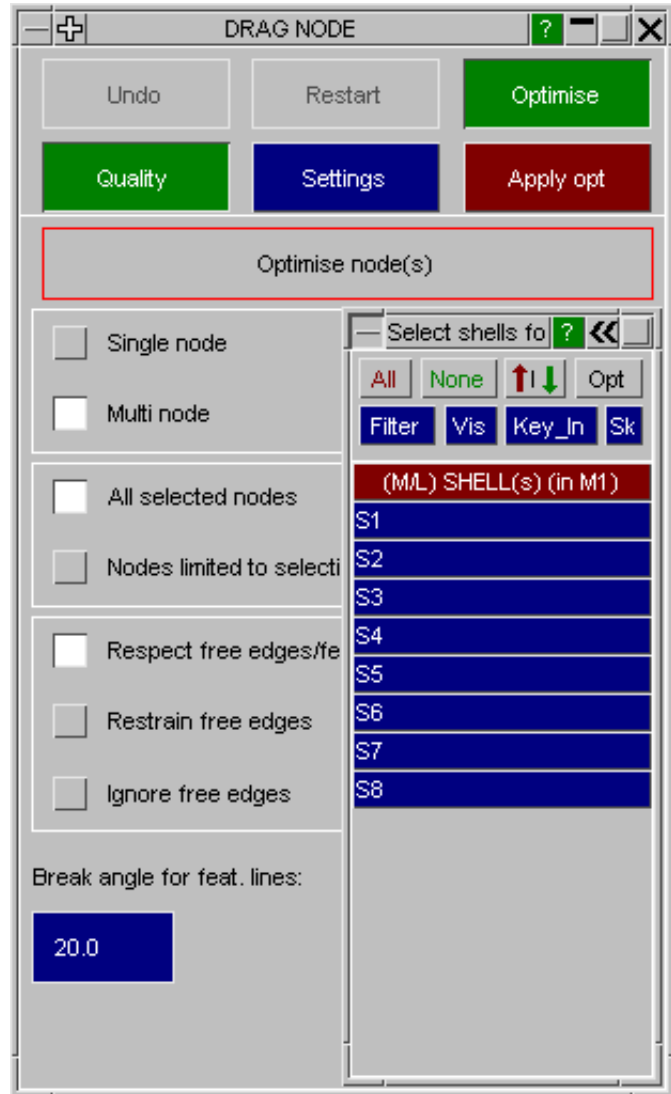 DRAG NODE ?
Undo Restart Optimise
Quality Settings Apply opt
Optimise node(s)
Single node
Multi node
All selected nodes
Nodes limited to selecti
Respect free edges/fe
Restrain free edges
Ignore free edges
Break angle for feat. lines:
20.0
Select shells fo ?
All None Opt
Filter Vis Key_In Sk
(M/L) SHELL(s) (in M1)
S1
S2
S3
S4
S5
S6
S7
S8